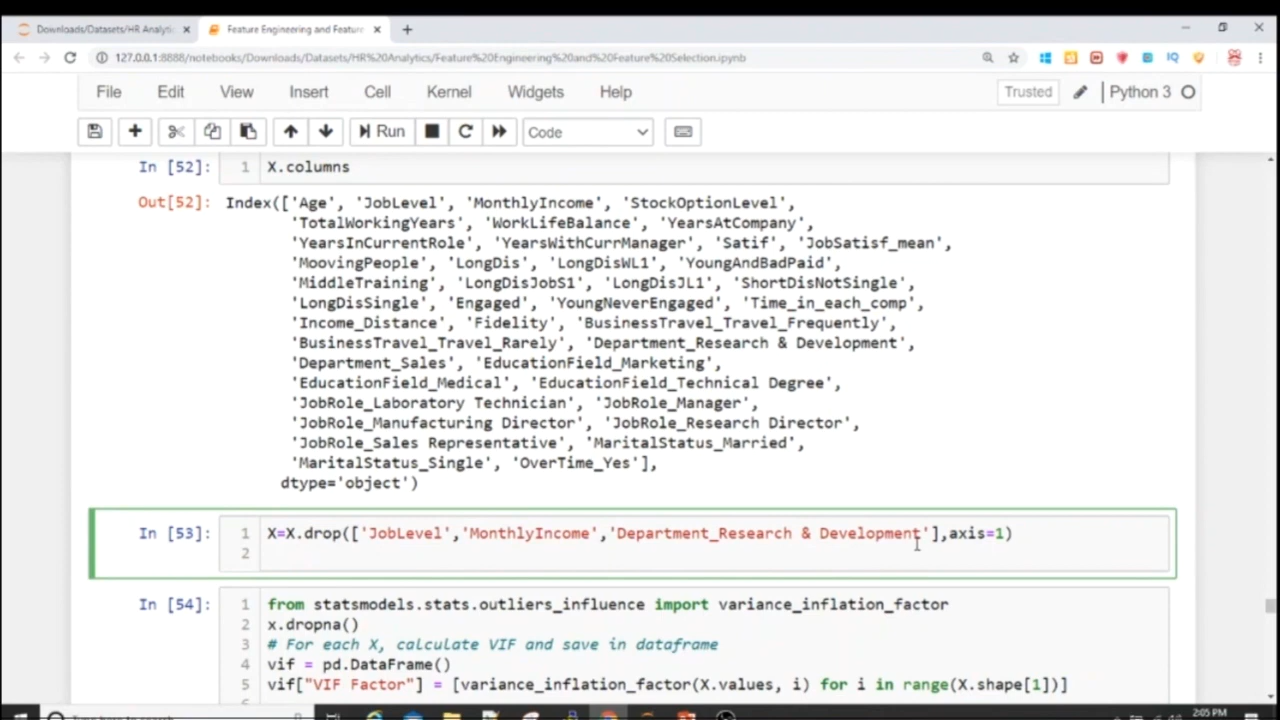 Downloads/Datasets/HR Analytic
Feature Engineering and Feature
127.0.0.1:8888/notebooks/Downloads/Datasets/HR%20Analytics/Feature%20Engineering%20and%20Feature%20Selection.ipynb
File Edit View Insert Cell Kernel Widgets Help Trusted Python 3
Run Code
In [52]: 1 X.columns
Out[52]: Index(['Age', 'JobLevel', 'MonthlyIncome', 'StockOptionLevel',
'TotalWorkingYears', 'WorkLifeBalance', 'YearsAtCompany',
'YearsInCurrentRole', 'YearsWithCurrManager', 'Satif', 'JobSatisf_mean',
'MoovingPeople', 'LongDis', 'LongDisWL1', 'YoungAndBadPaid',
'MiddleTraining', 'LongDisJobS1', 'LongDisJL1', 'ShortDisNotSingle',
'LongDisSingle', 'Engaged', 'YoungNeverEngaged', 'Time_in_each_comp',
'Income_Distance', 'Fidelity', 'BusinessTravel_Travel_Frequently',
'BusinessTravel_Travel_Rarely', 'Department_Research & Development',
'Department_Sales', 'EducationField_Marketing',
'EducationField_Medical', 'EducationField_Technical Degree',
'JobRole_Laboratory Technician', 'JobRole_Manager',
'JobRole_Manufacturing Director', 'JobRole_Research Director',
'JobRole_Sales Representative', 'MaritalStatus_Married',
'MaritalStatus_Single', 'OverTime_Yes'],
dtype='object')
In [53]: 1 X=X.drop(['JobLevel','MonthlyIncome','Department_Research & Development'],axis=1)
2
In [54]: 1 from statsmodels.stats.outliers_influence import variance_inflation_factor
2 x.dropna()
3 # For each X, calculate VIF and save in dataframe
4 vif = pd.DataFrame()
5 vif["VIF Factor"] = [variance_inflation_factor(X.values, i) for i in range(X.shape[1])]
2:05 PM